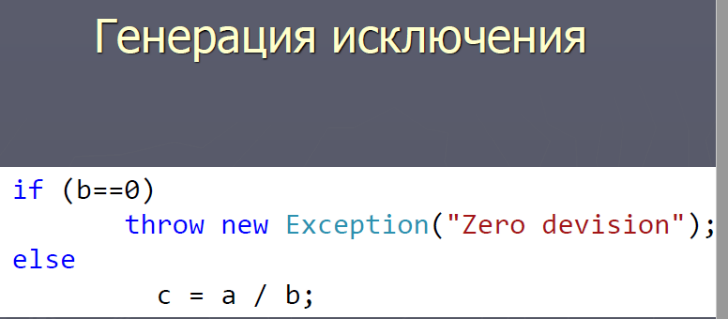 Генерация исключения
if (b==0)
throw new Exception("Zero devision");
else
c = a / b;